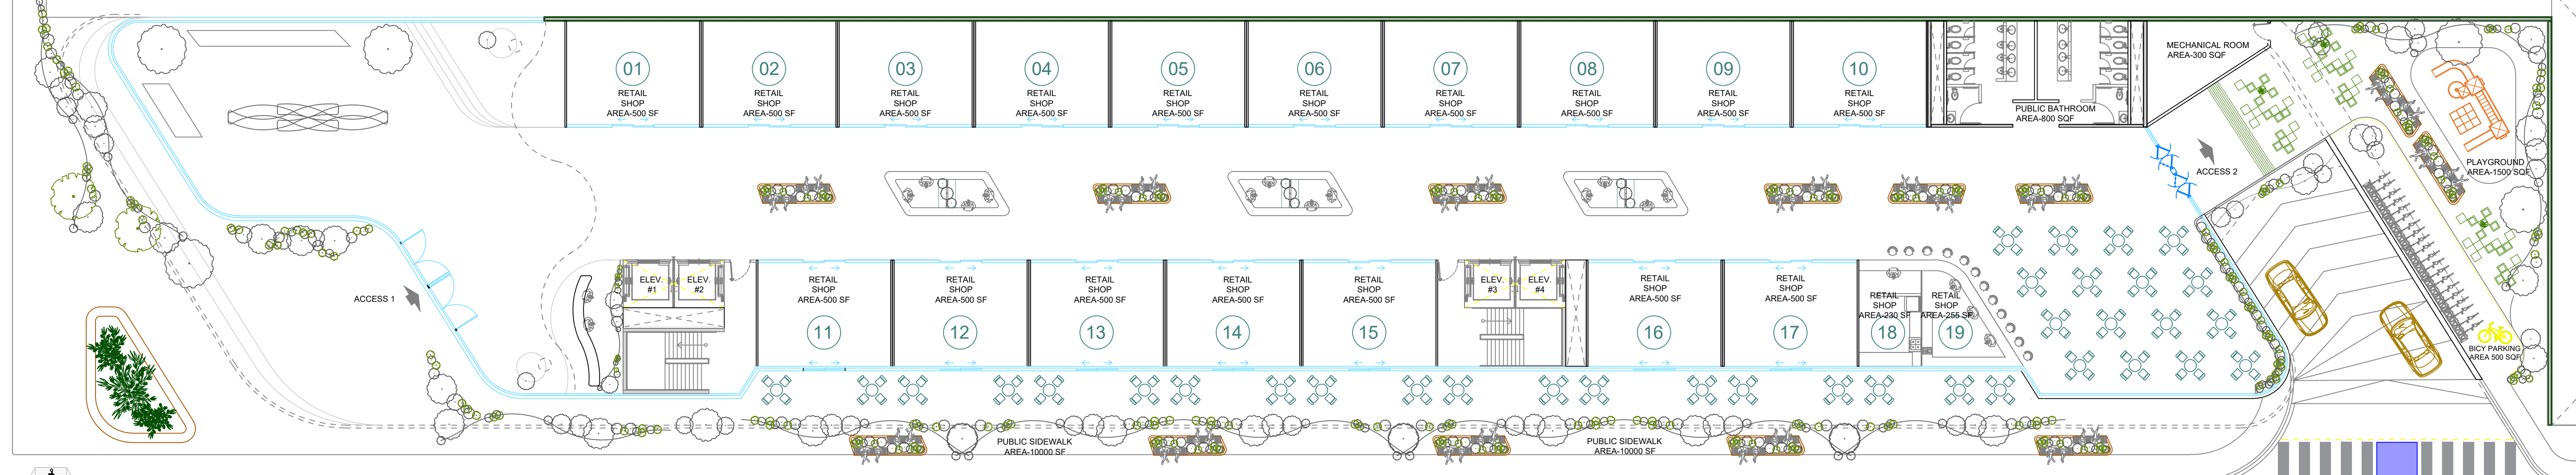 01
RETAIL
SHOP
AREA-500 SF
02
RETAIL
SHOP
AREA-500 SF
03
RETAIL
SHOP
AREA-500 SF
04
RETAIL
SHOP
AREA-500 SF
05
RETAIL
SHOP
AREA-500 SF
06
RETAIL
SHOP
AREA-500 SF
07
RETAIL
SHOP
AREA-500 SF
08
RETAIL
SHOP
AREA-500 SF
09
RETAIL
SHOP
AREA-500 SF
10
RETAIL
SHOP
AREA-500 SF
PUBLIC BATHROOM
AREA-800 SQF
MECHANICAL ROOM
AREA-300 SQF
ACCESS 2
PLAYGROUND
AREA-1500 SQF
ACCESS 1
ELEV.
#1
ELEV.
#2
RETAIL
SHOP
AREA-500 SF
11
RETAIL
SHOP
AREA-500 SF
12
RETAIL
SHOP
AREA-500 SF
13
RETAIL
SHOP
AREA-500 SF
14
RETAIL
SHOP
AREA-500 SF
15
ELEV.
#3
ELEV.
#4
RETAIL
SHOP
AREA-500 SF
16
RETAIL
SHOP
AREA-500 SF
17
RETAIL
SHOP
AREA-230 SF
18
RETAIL
SHOP
AREA-255 SF
19
BICY PARKING
AREA 500 SQF
PUBLIC SIDEWALK
AREA-10000 SF
PUBLIC SIDEWALK
AREA-10000 SF